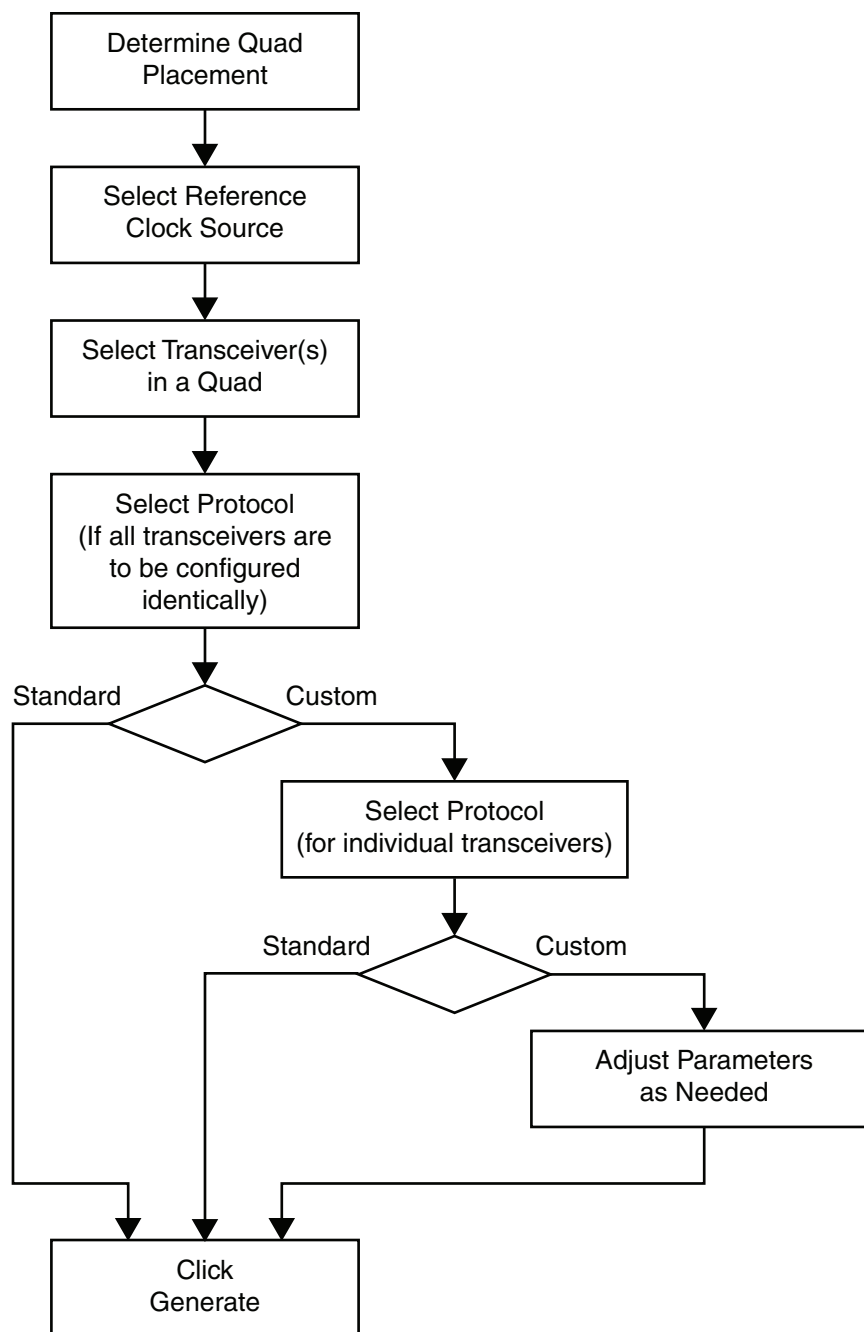 Determine Quad
Placement
Select Reference
Clock Source
Select Transceiver(s)
in a Quad
Select Protocol
(If all transceivers are
to be configured
identically)
Standard
Custom
Select Protocol
(for individual transceivers)
Standard
Custom
Adjust Parameters
as Needed
Click
Generate